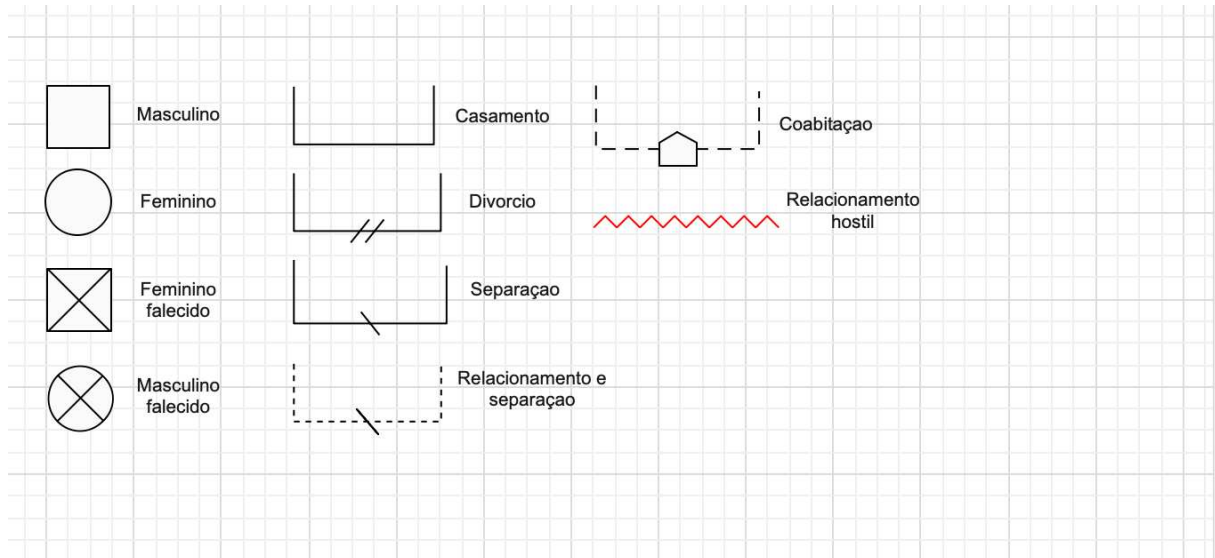 Masculino
Casamento
Coabitaçao
Feminino
Divorcio
Relacionamento
hostil
Feminino
falecido
Separaçao
Masculino
falecido
Relacionamento e
separaçao